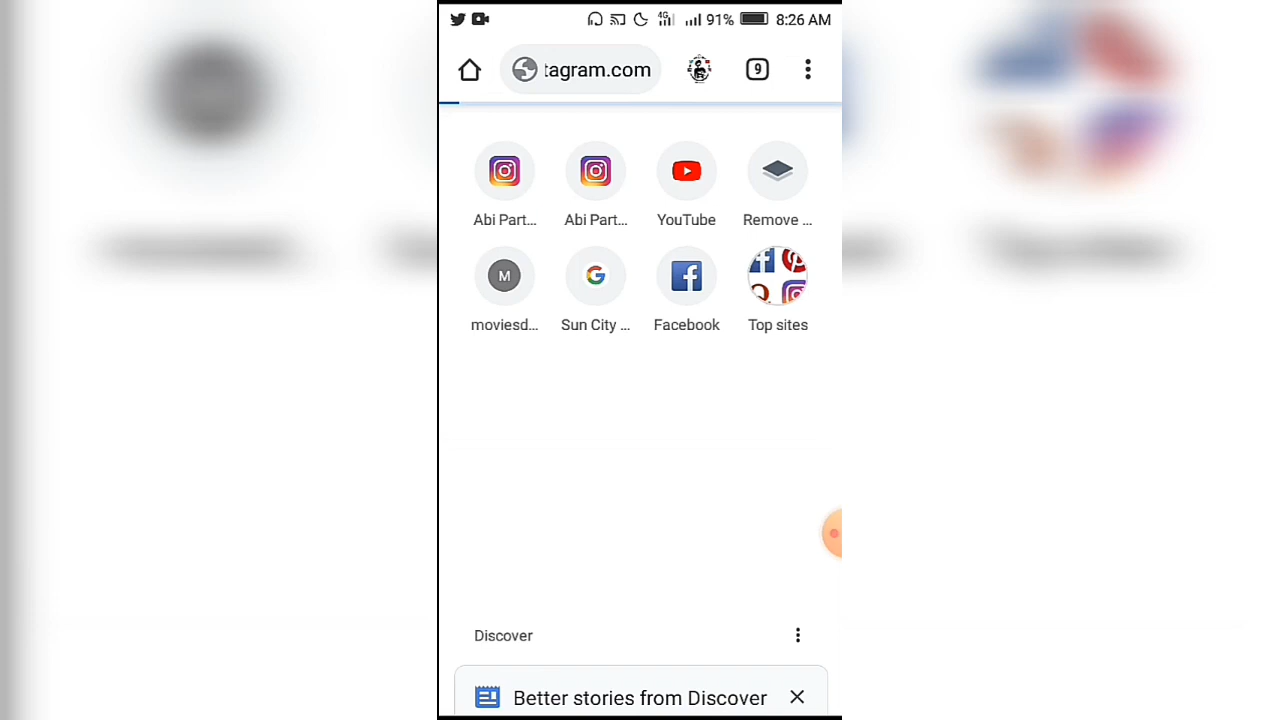 4G 91% 8:26 AM
tagram.com 9
Abi Part... Abi Part... YouTube Remove ...
M
moviesd... Sun City ... Facebook Top sites
Discover
Better stories from Discover